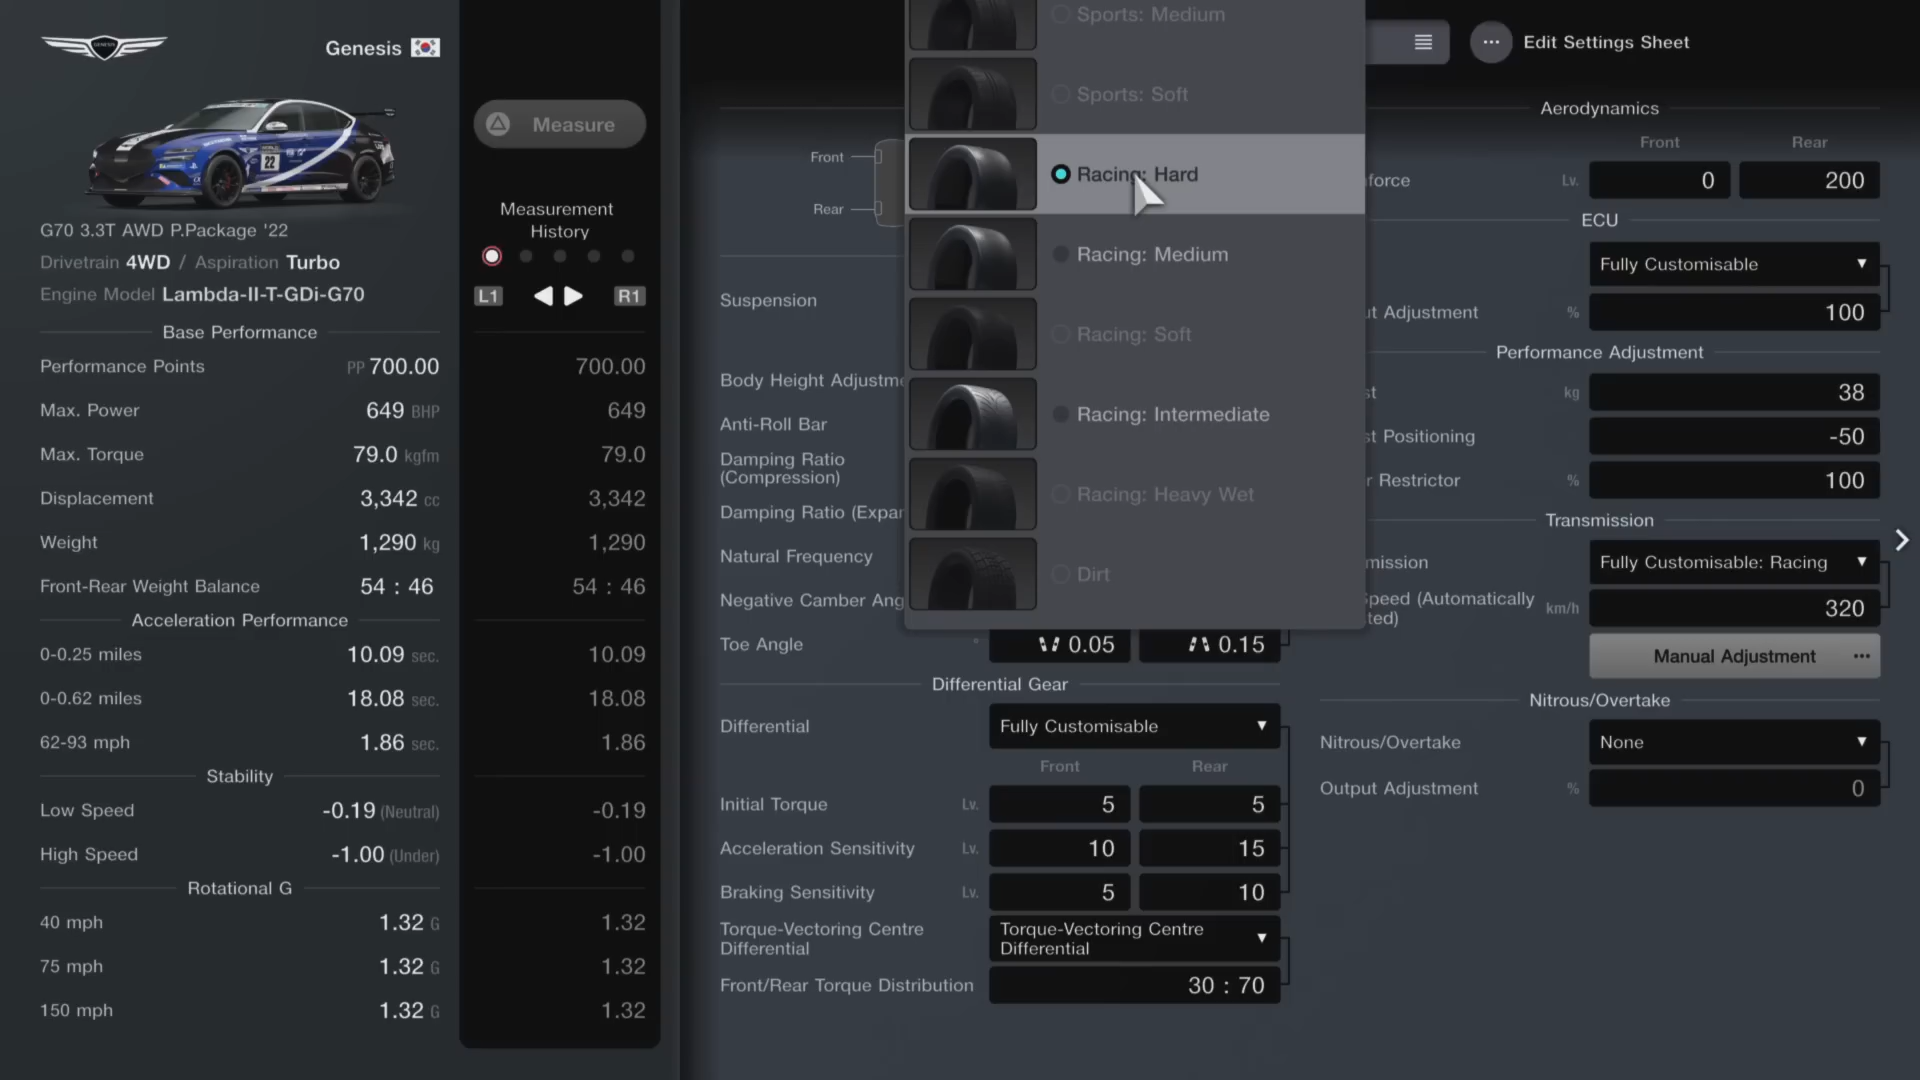 GENESIS
Genesis
G70 3.3T AWD P.Package '22
Drivetrain 4WD / Aspiration Turbo
Engine Model Lambda-II-T-GDi-G70
Base Performance
Performance Points PP 700.00
Max. Power 649 BHP
Max. Torque 79.0 kgfm
Displacement 3,342 cc
Weight 1,290 kg
Front-Rear Weight Balance 54 : 46
Acceleration Performance
0-0.25 miles 10.09 sec.
0-0.62 miles 18.08 sec.
62-93 mph 1.86 sec.
Stability
Low Speed -0.19 (Neutral)
High Speed -1.00 (Under)
Rotational G
40 mph 1.32 G
75 mph 1.32 G
150 mph 1.32 G
Measure
Measurement
History
L1 R1
700.00
649
79.0
3,342
1,290
54 : 46
10.09
18.08
1.86
-0.19
-1.00
1.32
1.32
1.32
Front
Rear
Sports: Medium
Sports: Soft
Racing: Hard
Racing: Medium
Racing: Soft
Racing: Intermediate
Racing: Heavy Wet
Dirt
Suspension
Body Height Adjustme
Anti-Roll Bar
Damping Ratio
(Compression)
Damping Ratio (Expan
Natural Frequency
Negative Camber Ang
Toe Angle ° 0.05 0.15
Differential Gear
Differential Fully Customisable
Front Rear
Initial Torque Lv. 5 5
Acceleration Sensitivity Lv. 10 15
Braking Sensitivity Lv. 5 10
Torque-Vectoring Centre
Differential
Torque-Vectoring Centre
Differential
Front/Rear Torque Distribution 30 : 70
Edit Settings Sheet
Aerodynamics
Front Rear
force Lv. 0 200
ECU
Fully Customisable
ut Adjustment % 100
Performance Adjustment
st kg 38
st Positioning -50
r Restrictor % 100
Transmission
mission Fully Customisable: Racing
Speed (Automatically
ted) km/h 320
Manual Adjustment
Nitrous/Overtake
Nitrous/Overtake None
Output Adjustment % 0
22